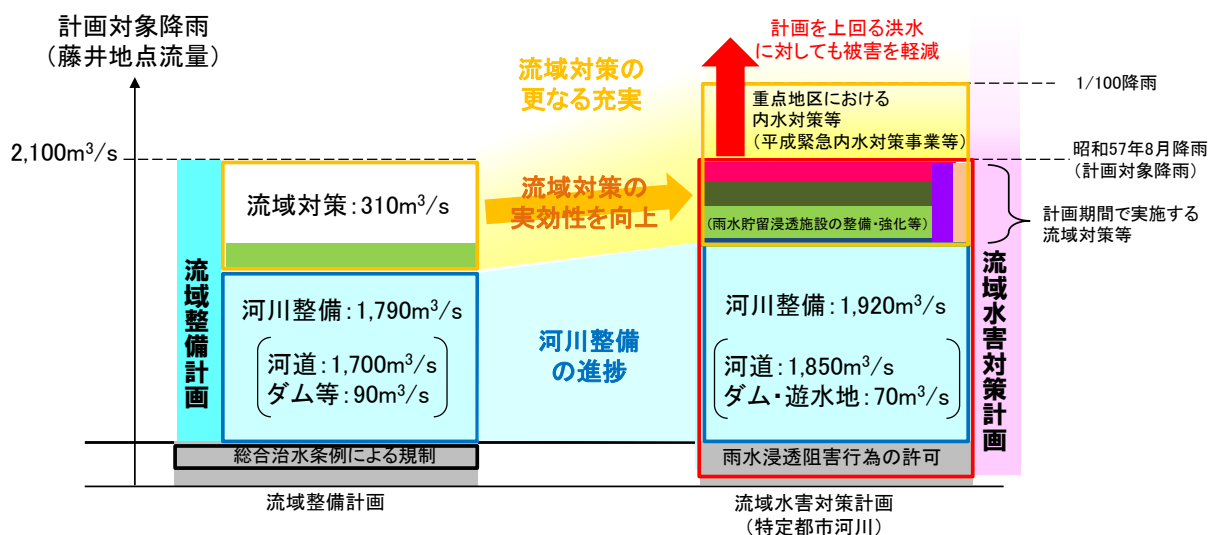 計画対象降雨
（藤井地点流量）
2,100m³/s
流域整備計画
流域対策：310m³/s
河川整備：1,790m³/s
河道：1,700m³/s
ダム等：90m³/s
総合治水条例による規制
流域整備計画
流域対策の
更なる充実
流域対策の
実効性を向上
河川整備
の進捗
計画を上回る洪水
に対しても被害を軽減
重点地区における
内水対策等
（平成緊急内水対策事業等）
（雨水貯留浸透施設の整備・強化等）
河川整備：1,920m³/s
河道：1,850m³/s
ダム・遊水地：70m³/s
雨水浸透阻害行為の許可
流域水害対策計画
（特定都市河川）
流域水害対策計画
1/100降雨
昭和57年8月降雨
（計画対象降雨）
計画期間で実施する
流域対策等